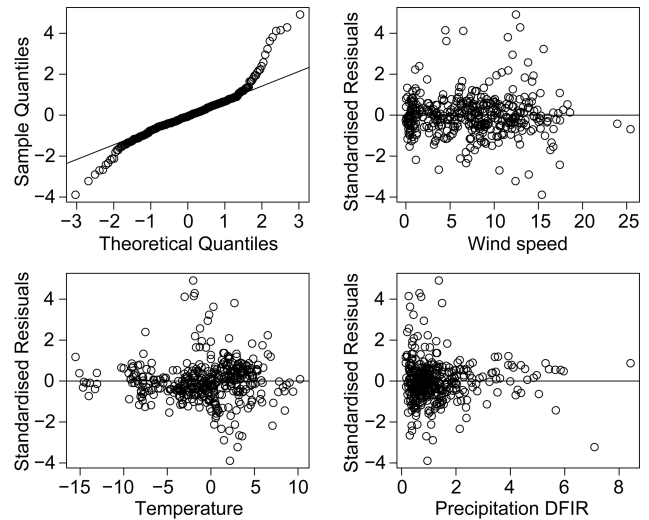 4
2
0
−2
−4
Sample Quantiles
−3 −2 −1 0 1 2 3
Theoretical Quantiles
4
2
0
−2
−4
Standardised Resisuals
0 5 10 15 20 25
Wind speed
4
2
0
−2
−4
Standardised Resisuals
−15 −10 −5 0 5 10
Temperature
4
2
0
−2
−4
Standardised Resisuals
0 2 4 6 8
Precipitation DFIR